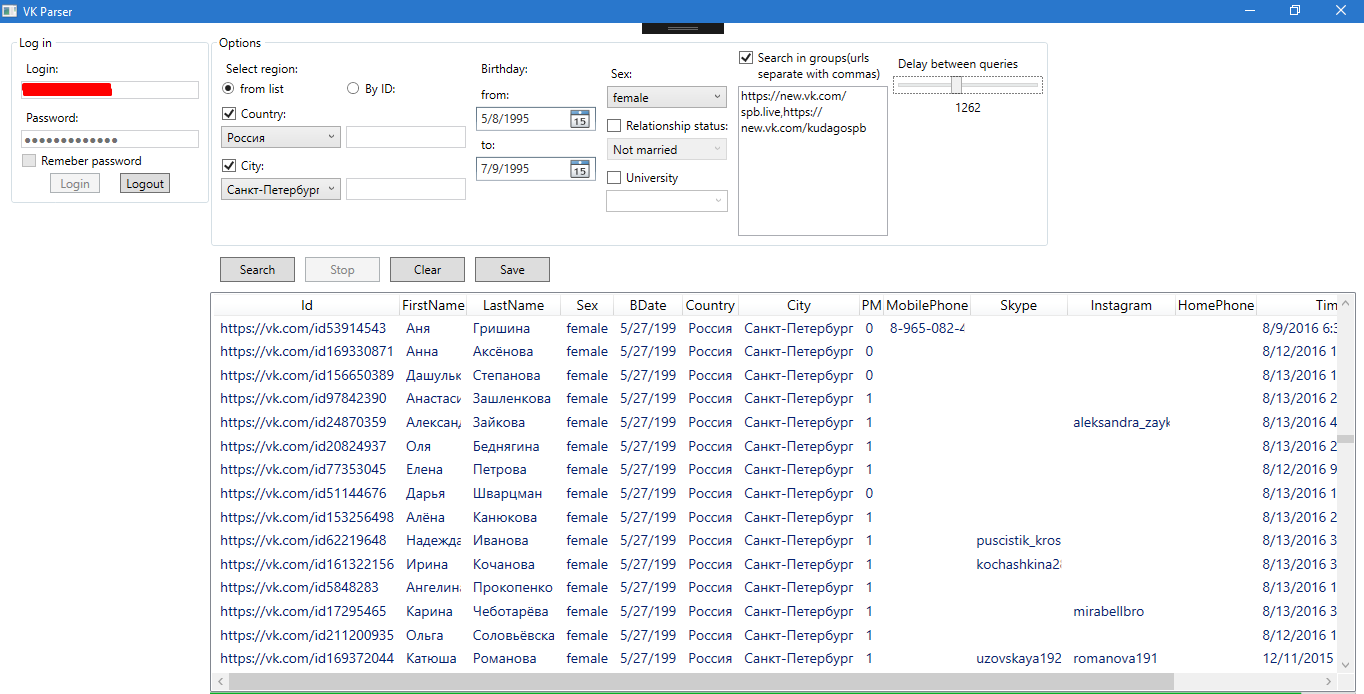 VK Parser
Log in
Login:
Password:
Remeber password
Login Logout
Options
Select region:
from list By ID:
Country:
Россия
City:
Санкт-Петербург
Birthday:
from:
5/8/1995 15
to:
7/9/1995 15
Sex:
female
Relationship status:
Not married
University
Search in groups(urls
separate with commas)
https://new.vk.com/
spb.live,https://
new.vk.com/kudagospb
Delay between queries
1262
Search Stop Clear Save
Id FirstName LastName Sex BDate Country City PM MobilePhone Skype Instagram HomePhone Tim
https://vk.com/id53914543 Аня Гришина female 5/27/199 Россия Санкт-Петербург 0 8-965-082-4 8/9/2016 6:3
https://vk.com/id169330871 Анна Аксёнова female 5/27/199 Россия Санкт-Петербург 0 8/12/2016 1
https://vk.com/id156650389 Дашульк Степанова female 5/27/199 Россия Санкт-Петербург 0 8/13/2016 1
https://vk.com/id97842390 Анастаси Зашленкова female 5/27/199 Россия Санкт-Петербург 1 8/13/2016 2
https://vk.com/id24870359 Александ Зайкова female 5/27/199 Россия Санкт-Петербург 1 aleksandra_zayk 8/13/2016 4
https://vk.com/id20824937 Оля Беднягина female 5/27/199 Россия Санкт-Петербург 1 8/13/2016 2
https://vk.com/id77353045 Елена Петрова female 5/27/199 Россия Санкт-Петербург 1 8/12/2016 9
https://vk.com/id51144676 Дарья Шварцман female 5/27/199 Россия Санкт-Петербург 0 8/13/2016 1
https://vk.com/id153256498 Алёна Канюкова female 5/27/199 Россия Санкт-Петербург 1 8/13/2016 2
https://vk.com/id62219648 Надежда Иванова female 5/27/199 Россия Санкт-Петербург 1 puscistik_kros 8/13/2016 3
https://vk.com/id161322156 Ирина Кочанова female 5/27/199 Россия Санкт-Петербург 1 kochashkina28 8/13/2016 3
https://vk.com/id5848283 Ангелина Прокопенко female 5/27/199 Россия Санкт-Петербург 1 8/13/2016 1
https://vk.com/id17295465 Карина Чеботарёва female 5/27/199 Россия Санкт-Петербург 1 mirabellbro 8/13/2016 3
https://vk.com/id211200935 Ольга Соловьёвска female 5/27/199 Россия Санкт-Петербург 1 8/12/2016 1
https://vk.com/id169372044 Катюша Романова female 5/27/199 Россия Санкт-Петербург 1 uzovskaya192 romanova191 12/11/2015